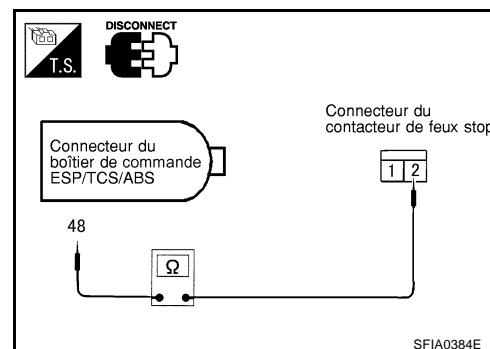 DISCONNECT
T.S.
Connecteur du
contacteur de feux stop
Connecteur du
boîtier de commande
ESP/TCS/ABS
1 2
48
Ω
SFIA0384E